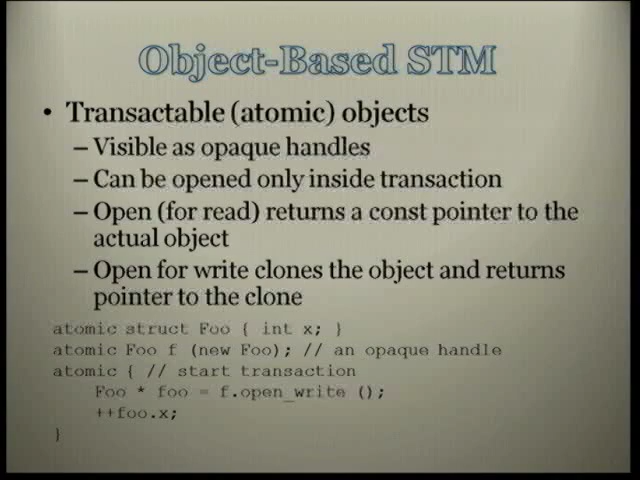 Object-Based STM
• Transactable (atomic) objects
– Visible as opaque handles
– Can be opened only inside transaction
– Open (for read) returns a const pointer to the
actual object
– Open for write clones the object and returns
pointer to the clone
atomic struct Foo { int x; }
atomic Foo f (new Foo); // an opaque handle
atomic { // start transaction
Foo * foo = f.open_write ();
++foo.x;
}